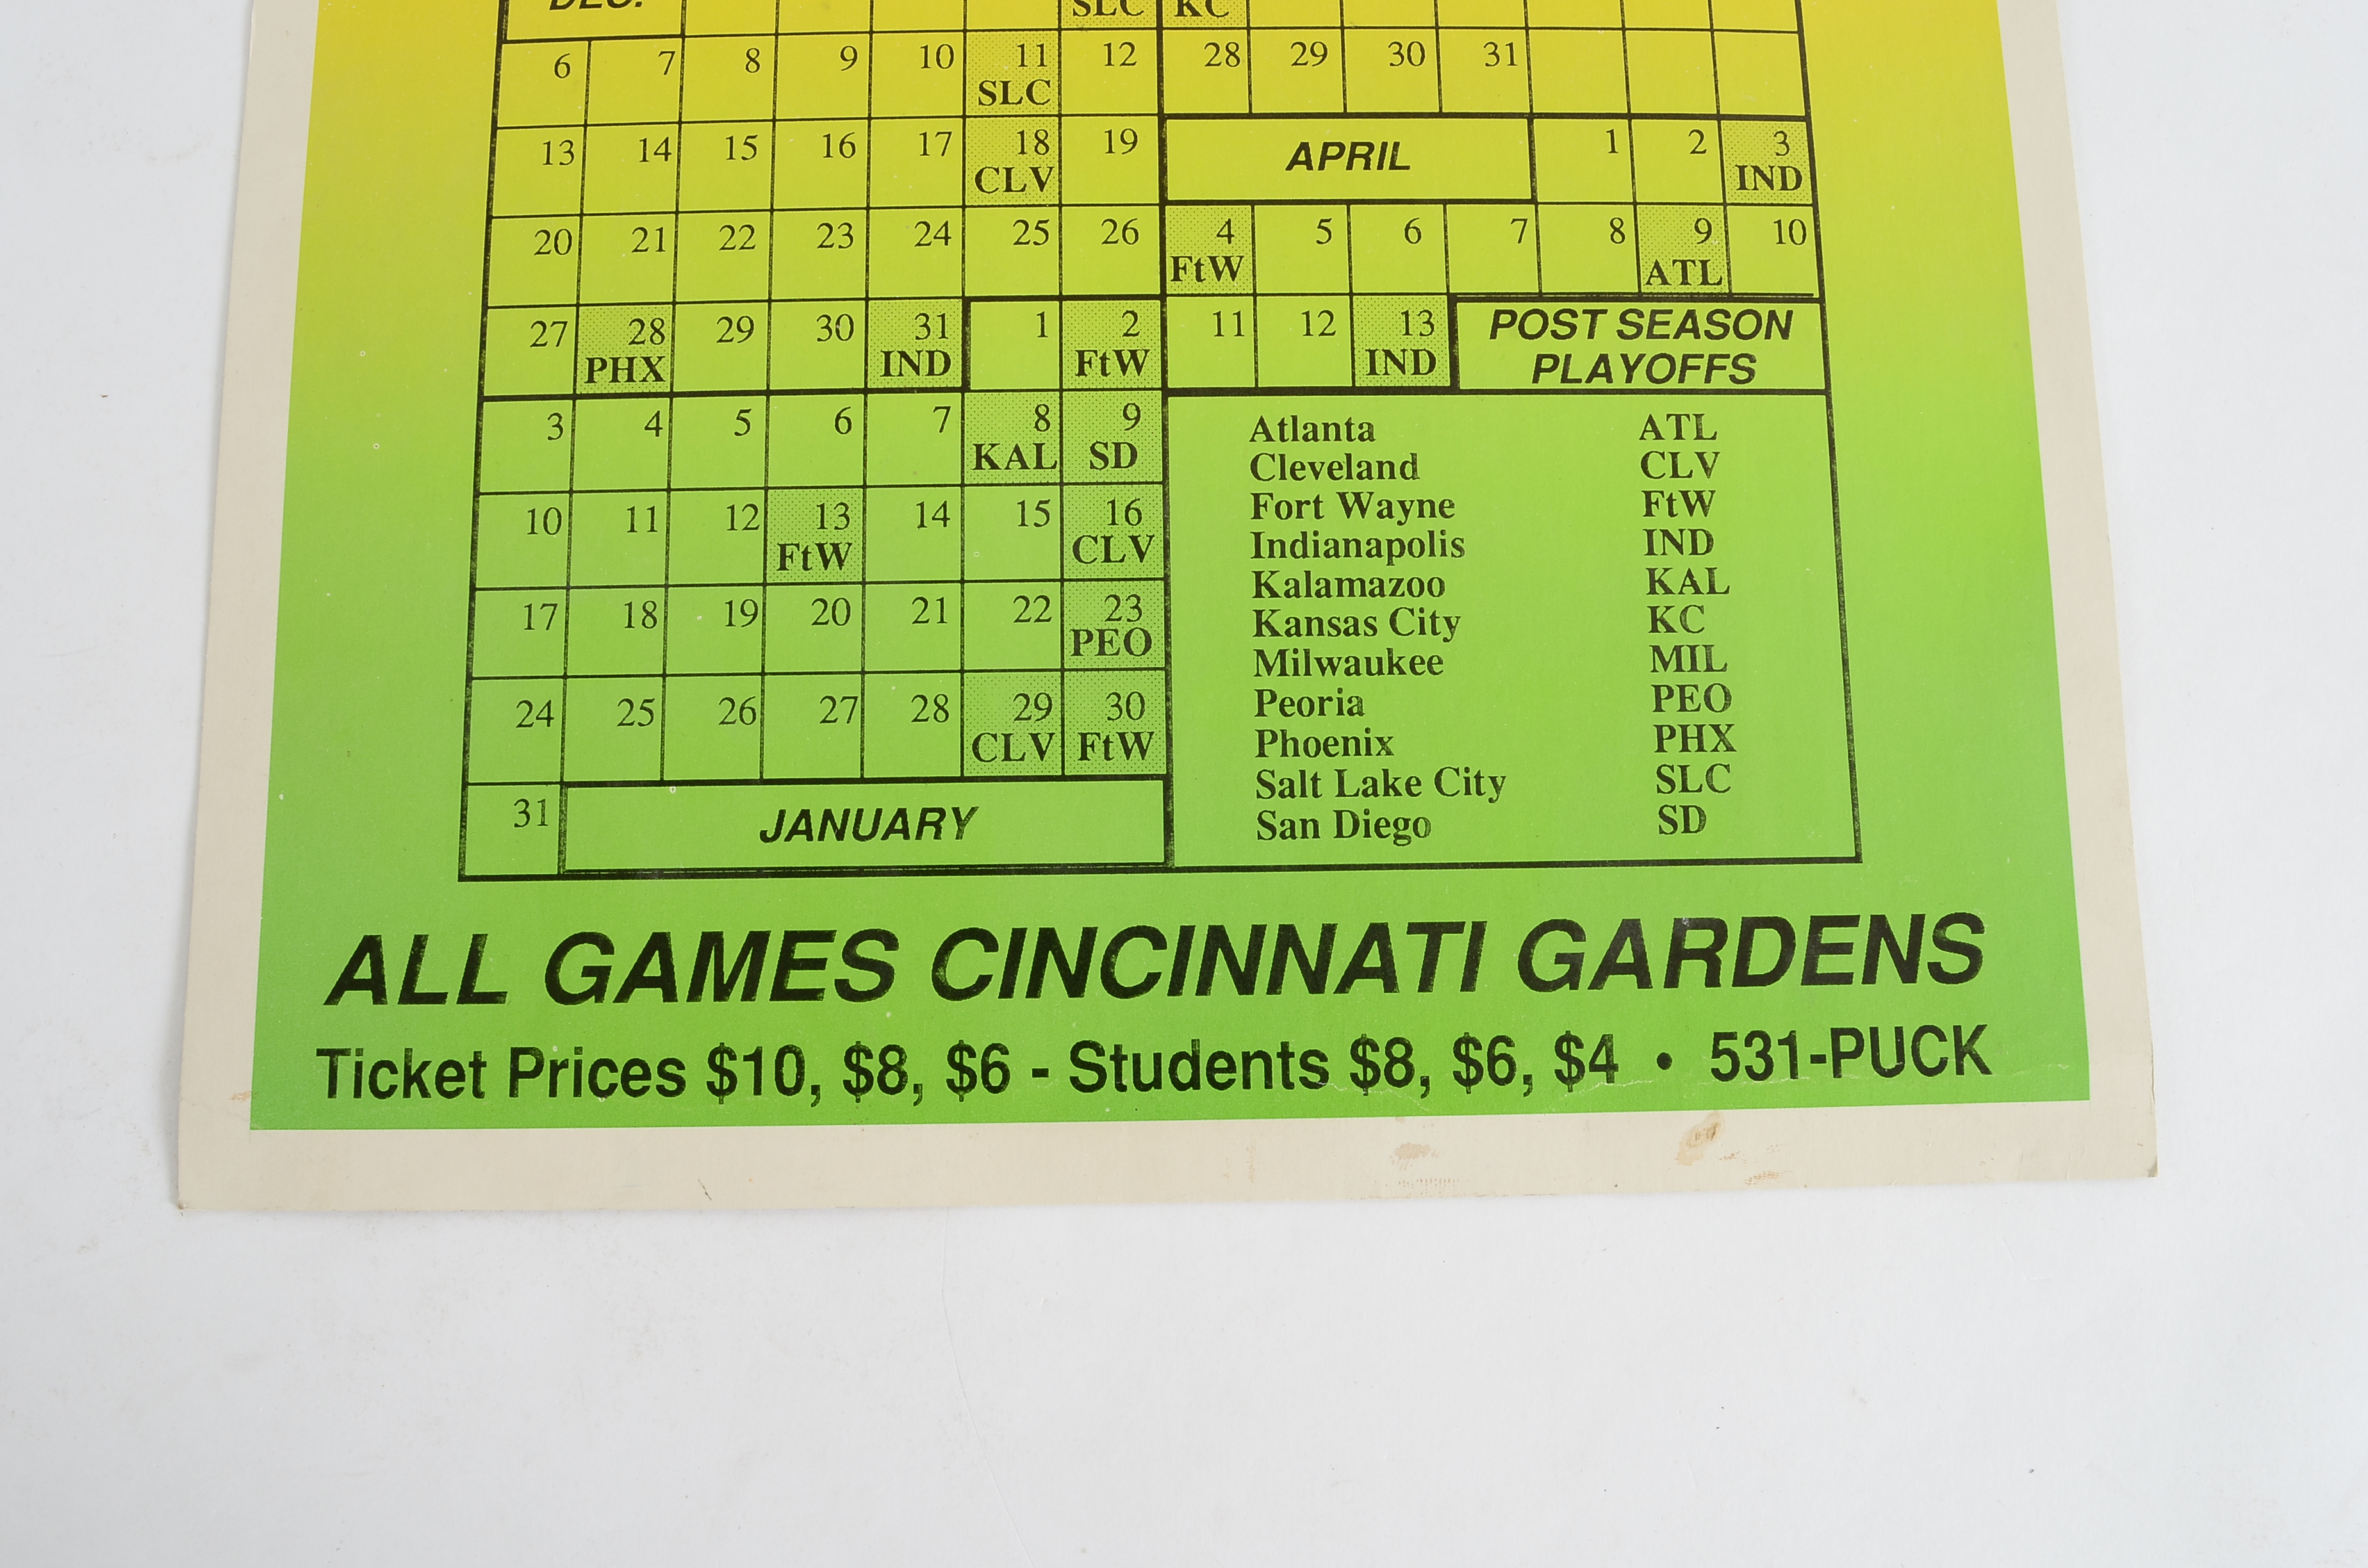 DEC.
SLC
6 7 8 9 10 11 12
SLC
13 14 15 16 17 18 19
CLV
20 21 22 23 24 25 26
27 28 29 30 31 1 2
PHX IND FtW
3 4 5 6 7 8 9
KAL SD
10 11 12 13 14 15 16
FtW CLV
17 18 19 20 21 22 23
PEO
24 25 26 27 28 29 30
CLV FtW
31 JANUARY
KC
28 29 30 31
APRIL 1 2 3
IND
4 5 6 7 8 9 10
FtW ATL
11 12 13
IND
POST SEASON
PLAYOFFS
Atlanta ATL
Cleveland CLV
Fort Wayne FtW
Indianapolis IND
Kalamazoo KAL
Kansas City KC
Milwaukee MIL
Peoria PEO
Phoenix PHX
Salt Lake City SLC
San Diego SD
ALL GAMES CINCINNATI GARDENS
Ticket Prices $10, $8, $6 - Students $8, $6, $4 • 531-PUCK